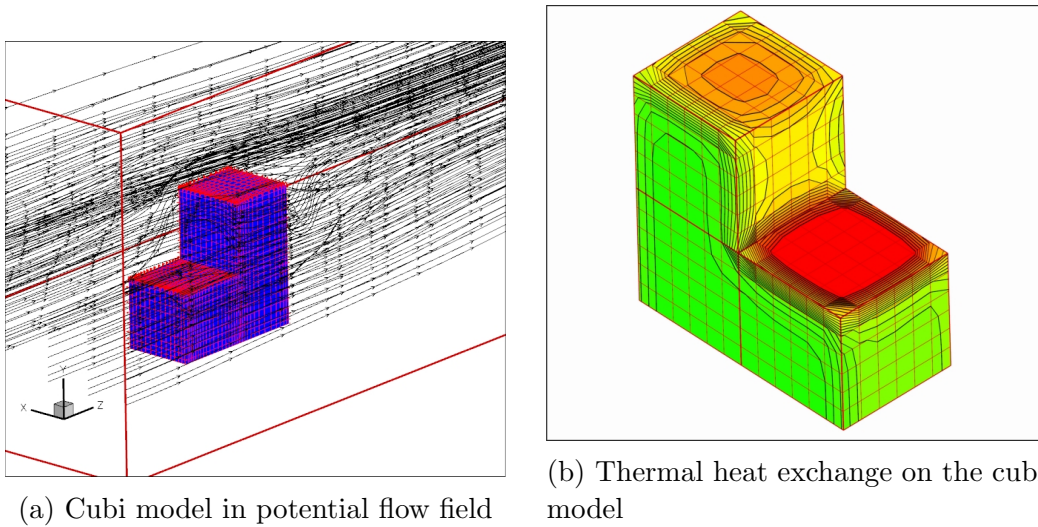 Y
X
Z
(a) Cubi model in potential flow field
(b) Thermal heat exchange on the cub
model